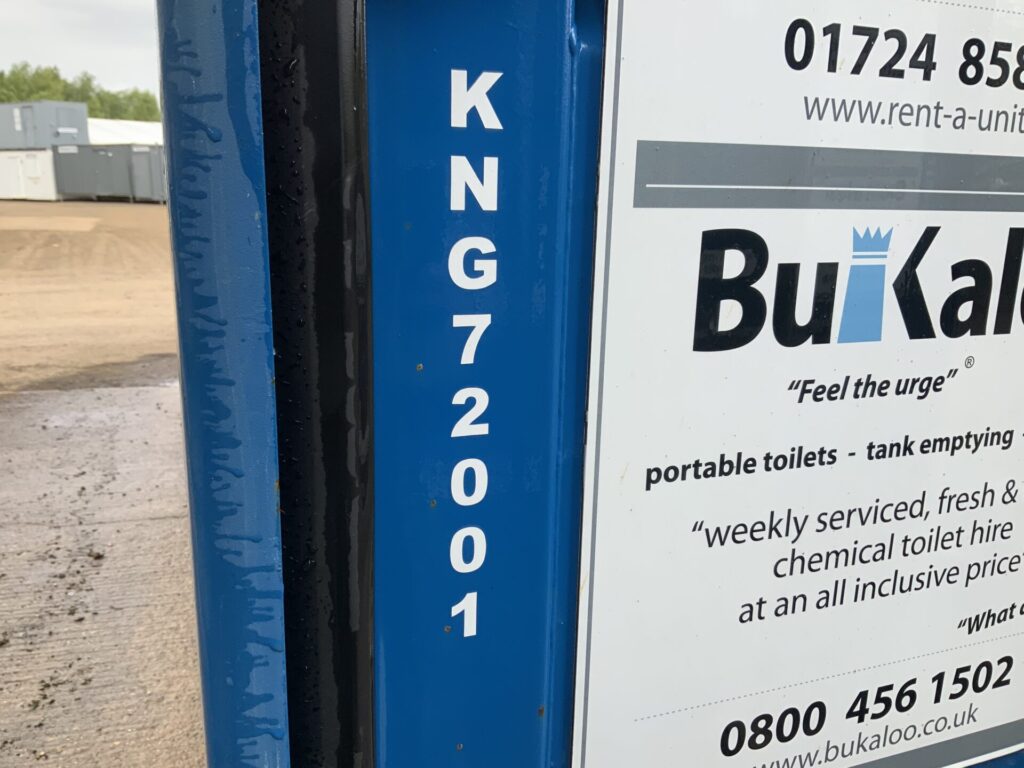 KNG72001
01724 858
www.rent-a-unit
BuKalo
®
“Feel the urge”
portable toilets - tank emptying -
“weekly serviced, fresh &
chemical toilet hire
at an all inclusive price”
“What
0800 456 1502
www.bukaloo.co.uk